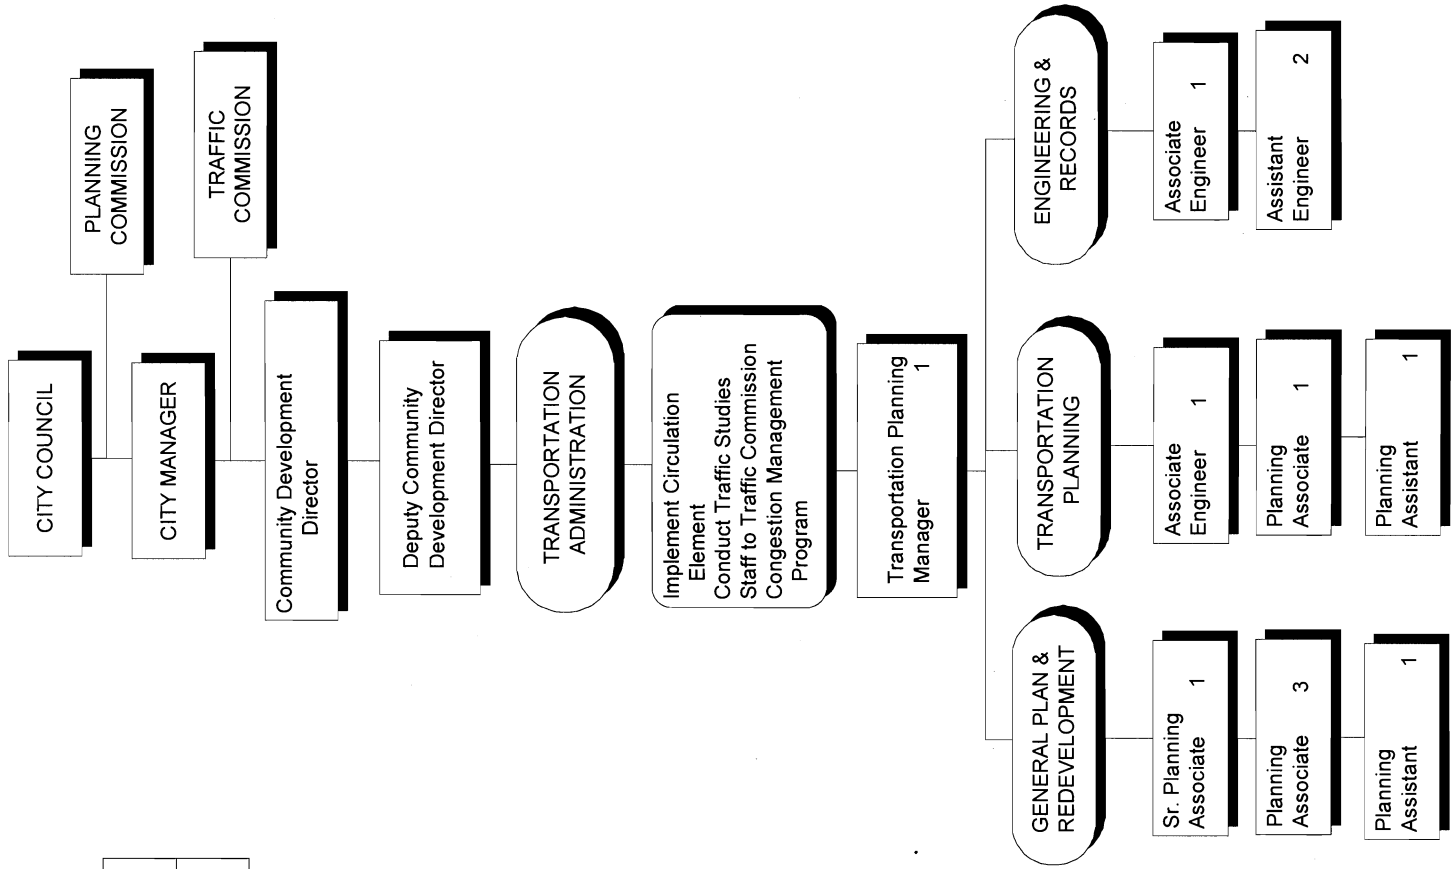 CITY COUNCIL
PLANNING
COMMISSION
CITY MANAGER
TRAFFIC
COMMISSION
Community Development
Director
Deputy Community
Development Director
TRANSPORTATION
ADMINISTRATION
Implement Circulation
Element
Conduct Traffic Studies
Staff to Traffic Commission
Congestion Management
Program
Transportation Planning
Manager 1
GENERAL PLAN &
REDEVELOPMENT
Sr. Planning
Associate 1
Planning
Associate 3
Planning
Assistant 1
TRANSPORTATION
PLANNING
Associate
Engineer 1
Planning
Associate 1
Planning
Assistant 1
ENGINEERING &
RECORDS
Associate
Engineer 1
Assistant
Engineer 2